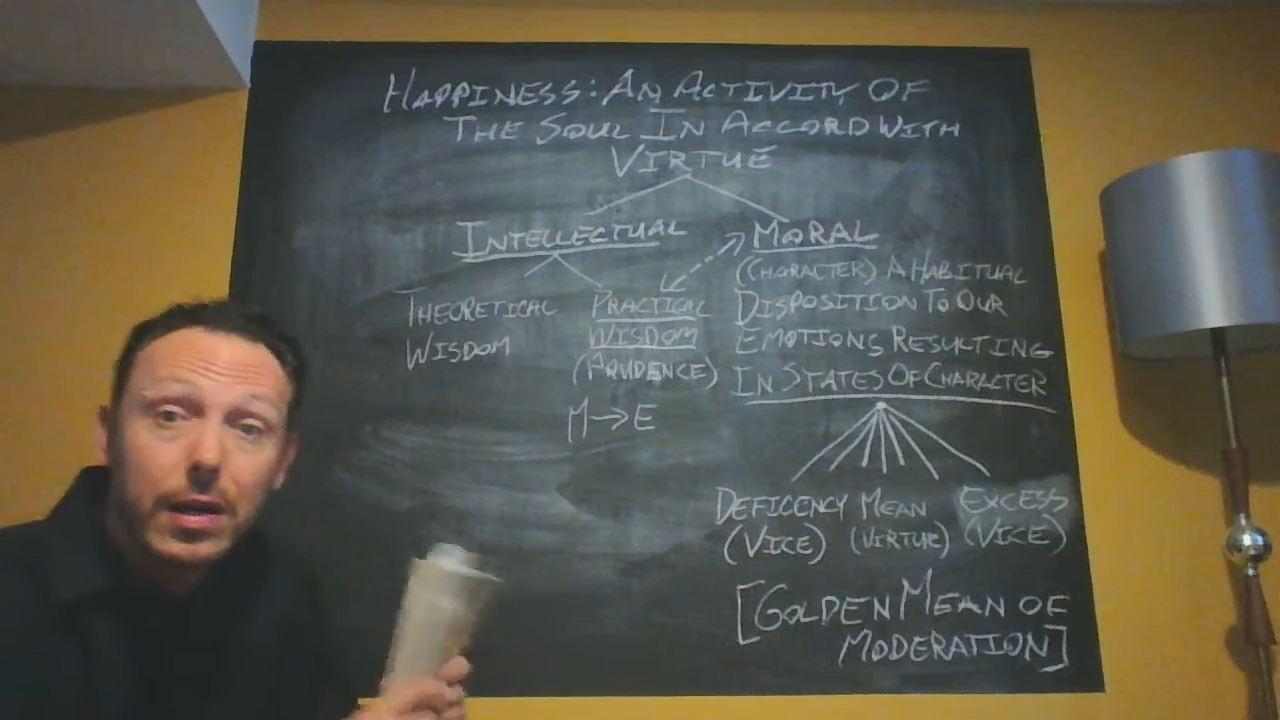 HAPPINESS: AN ACTIVITY OF
THE SOUL IN ACCORD WITH
VIRTUE
INTELLECTUAL
MORAL
THEORETICAL
WISDOM
PRACTICAL
WISDOM
(PRUDENCE)
M→E
(CHARACTER) A HABITUAL
DISPOSITION TO OUR
EMOTIONS RESULTING
IN STATES OF CHARACTER
DEFICENCY MEAN EXCESS
(VICE) (VIRTUE) (VICE)
[GOLDEN MEAN OF
MODERATION]